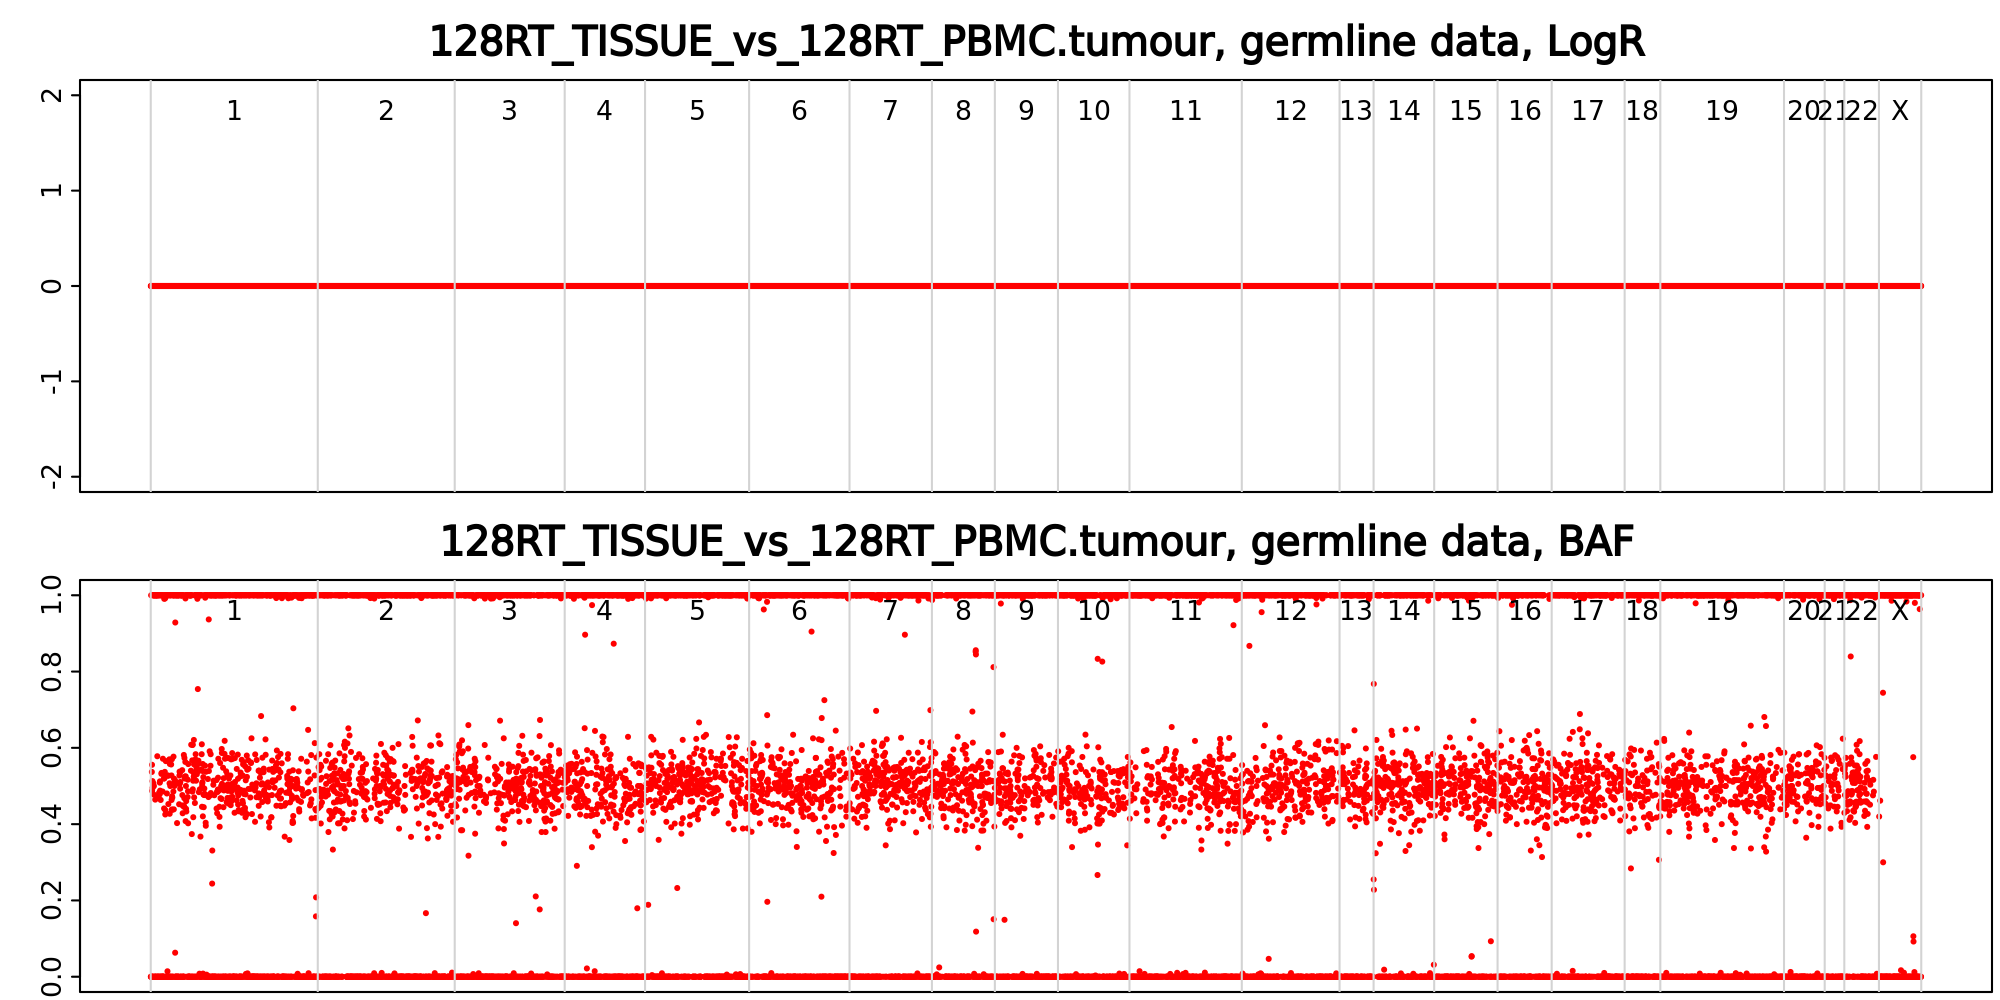 128RT_TISSUE_vs_128RT_PBMC.tumour, germline data, LogR
2
1 2 3 4 5 6 7 8 9 10 11 12 13 14 15 16 17 18 19 20 21 22 X
1
0
-1
-2
128RT_TISSUE_vs_128RT_PBMC.tumour, germline data, BAF
1.0
1 2 3 4 5 6 7 8 9 10 11 12 13 14 15 16 17 18 19 20 21 22 X
0.8
0.6
0.4
0.2
0.0